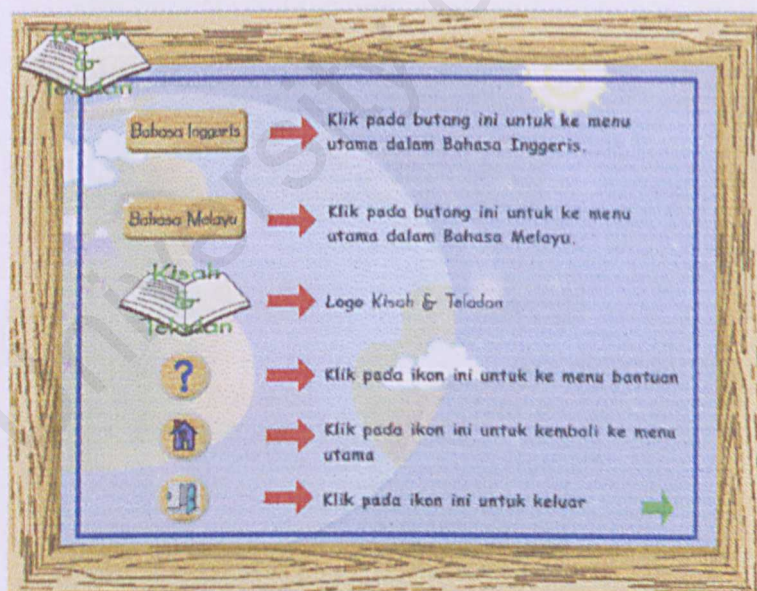 Kisah
&
Teladan
Bahasa Inggeris
Klik pada butang ini untuk ke menu
utama dalam Bahasa Inggeris.
Bahasa Melayu
Klik pada butang ini untuk ke menu
utama dalam Bahasa Melayu.
Kisah
&
Teladan
Logo Kisah & Teladan
?
Klik pada ikon ini untuk ke menu bantuan
Klik pada ikon ini untuk kembali ke menu
utama
Klik pada ikon ini untuk keluar